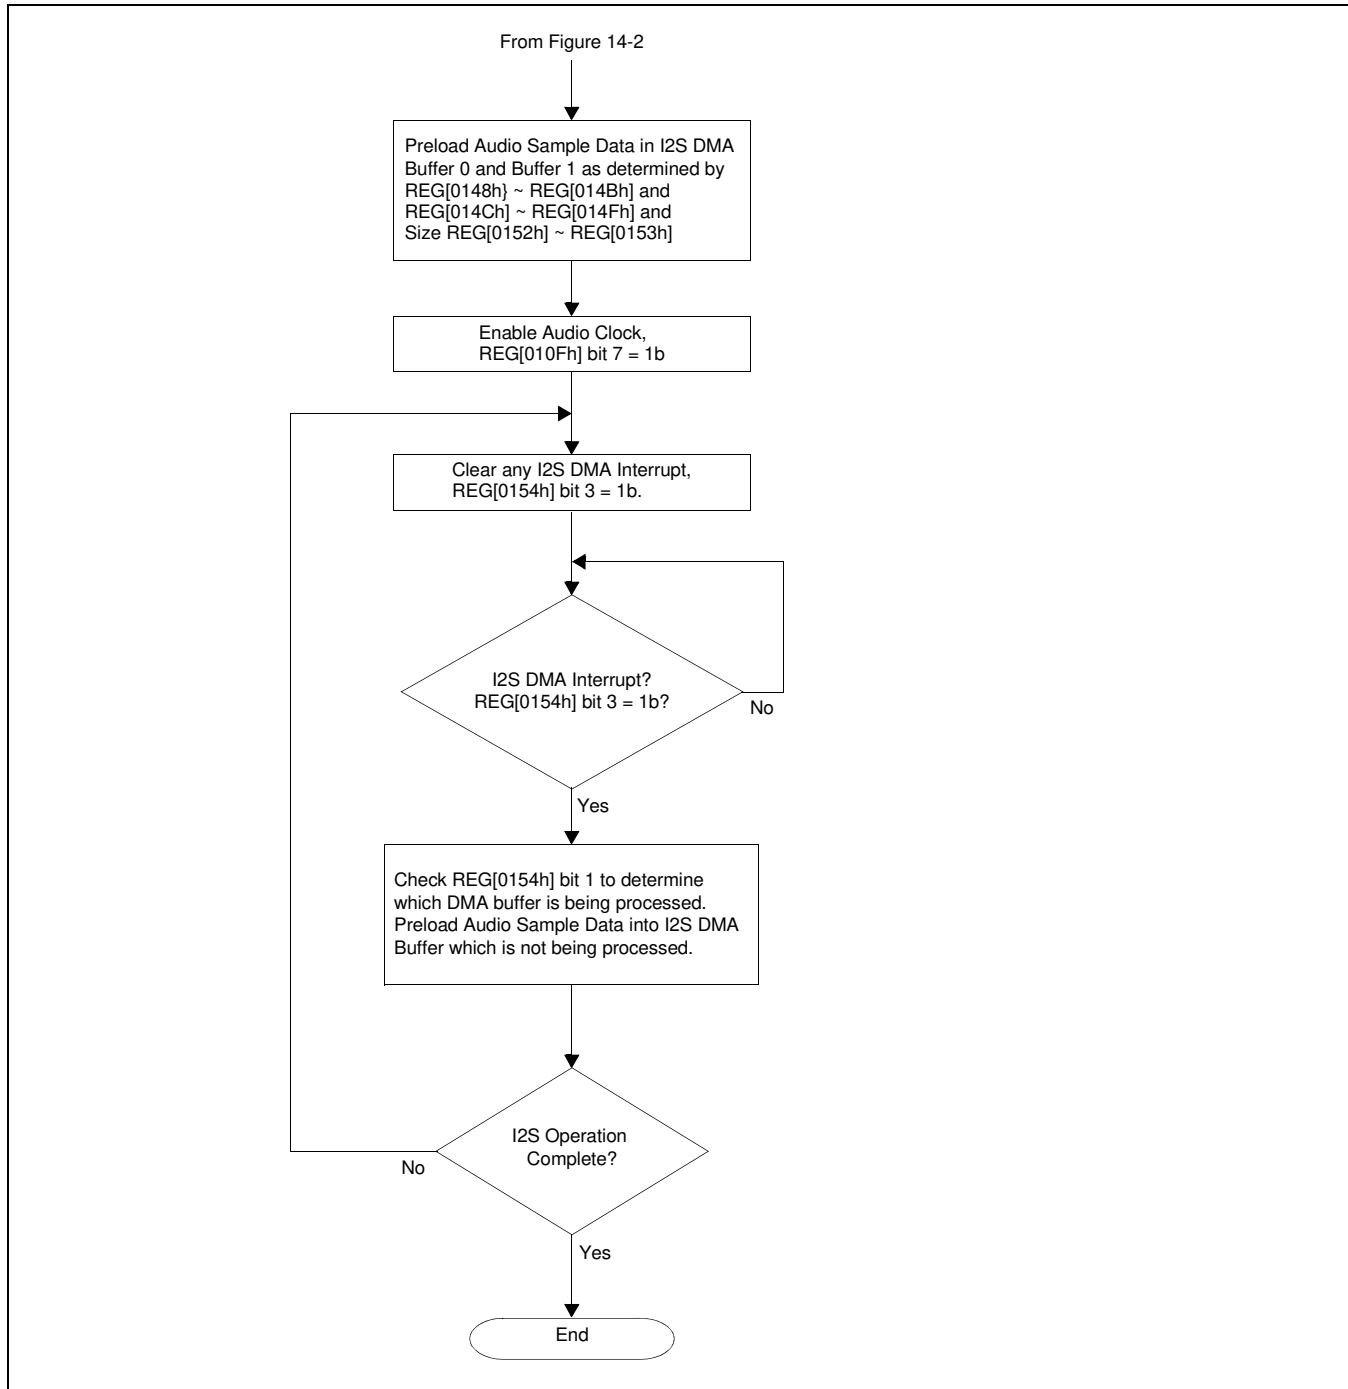 From Figure 14-2
Preload Audio Sample Data in I2S DMA
Buffer 0 and Buffer 1 as determined by
REG[0148h} ~ REG[014Bh] and
REG[014Ch] ~ REG[014Fh] and
Size REG[0152h] ~ REG[0153h]
Enable Audio Clock,
REG[010Fh] bit 7 = 1b
Clear any I2S DMA Interrupt,
REG[0154h] bit 3 = 1b.
I2S DMA Interrupt?
REG[0154h] bit 3 = 1b?
No
Yes
Check REG[0154h] bit 1 to determine
which DMA buffer is being processed.
Preload Audio Sample Data into I2S DMA
Buffer which is not being processed.
I2S Operation
Complete?
No
Yes
End